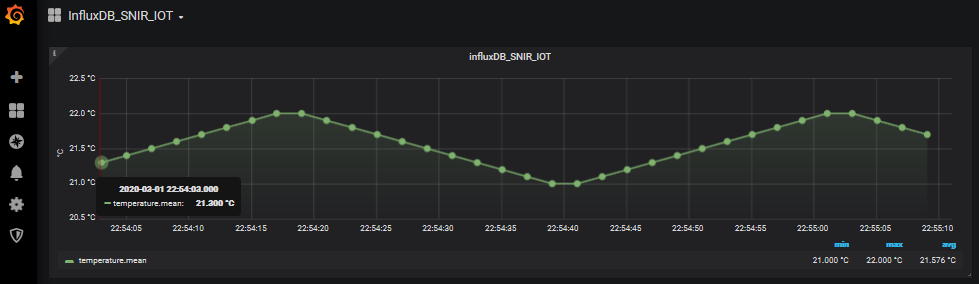 InfluxDB_SNIR_IOT
i
influxDB_SNIR_IOT
22.5 °C
22.0 °C
21.5 °C
21.0 °C
20.5 °C
°C
2020-03-01 22:54:03.000
temperature.mean: 21.300 °C
22:54:05 22:54:10 22:54:15 22:54:20 22:54:25 22:54:30 22:54:35 22:54:40 22:54:45 22:54:50 22:54:55 22:55:00 22:55:05 22:55:10
min max avg
temperature.mean 21.000 °C 22.000 °C 21.576 °C